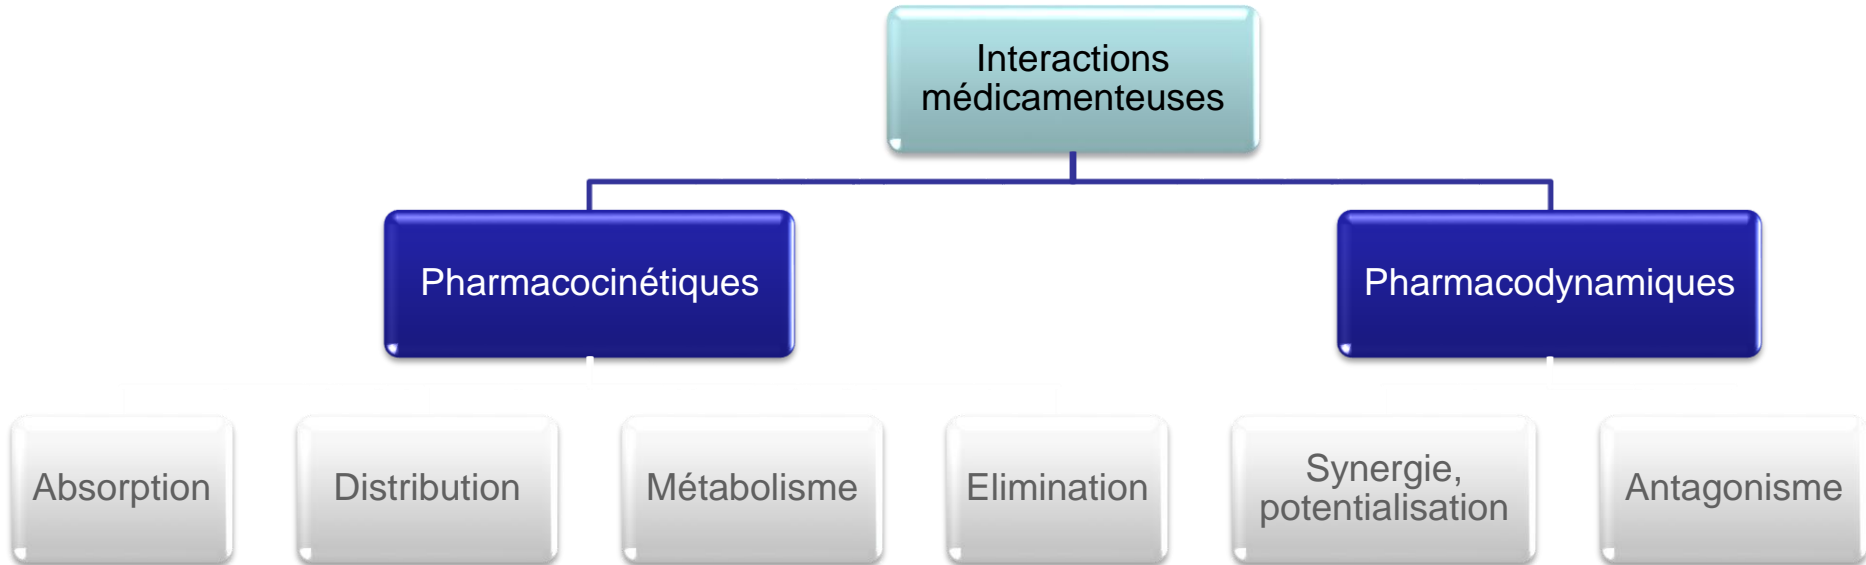 Interactions
médicamenteuses
Pharmacocinétiques
Pharmacodynamiques
Absorption
Distribution
Métabolisme
Elimination
Synergie,
potentialisation
Antagonisme